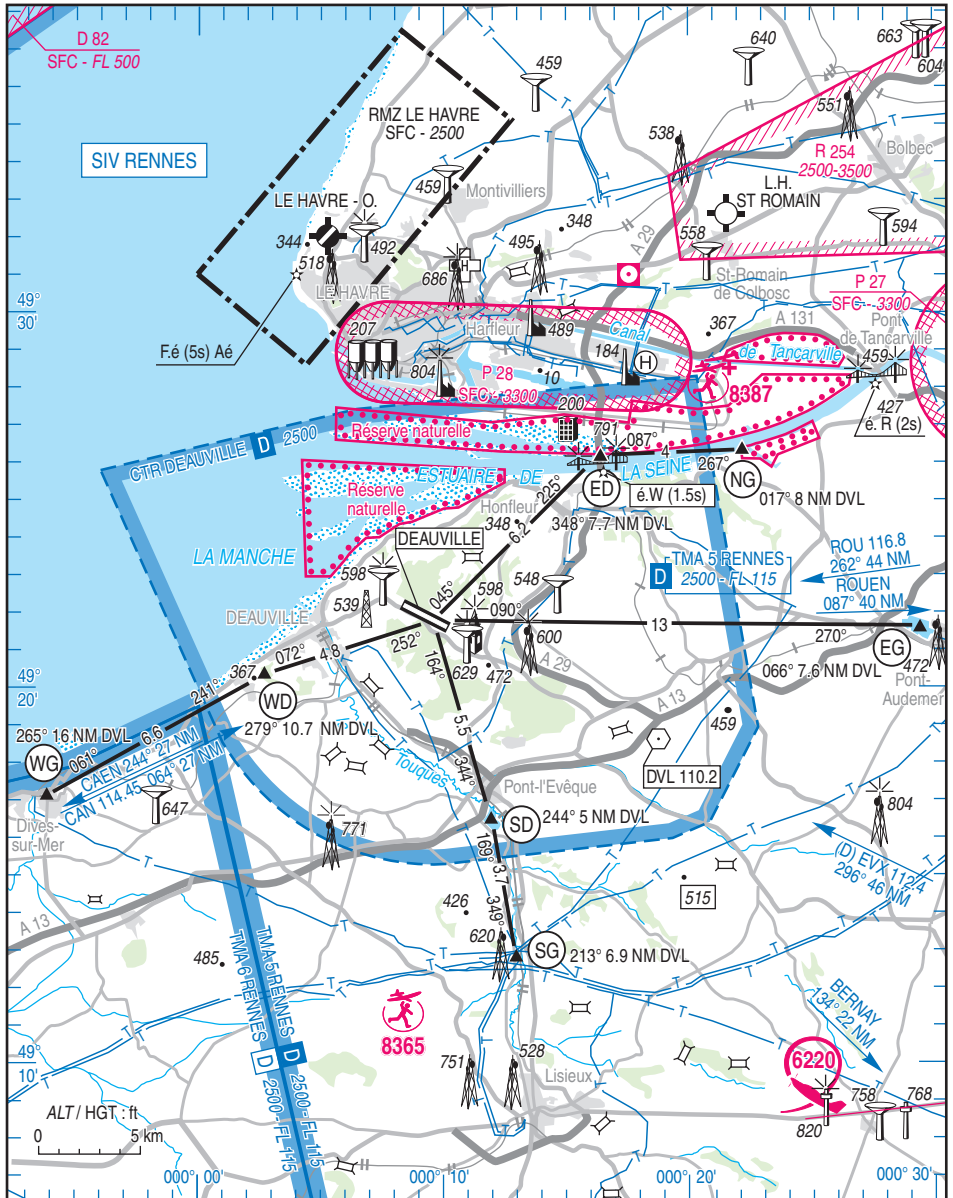 D 82
SFC - FL 500
640
663
604
459
RMZ LE HAVRE
SFC - 2500
551
538
R 254
2500-3500
Bolbec
SIV RENNES
459
Montivilliers
L.H.
ST ROMAIN
LE HAVRE - O.
348
A 29
594
344
492
495
558
518
686
H
St-Romain
de Colbosc
P 27
SFC - 3300
LE HAVRE
49°
30'
207
Harfleur
489
Canal
367
A 131
Pont
de Tancarville
F.é (5s) Aé
804
184
H
de Tancarville
459
P 28
SFC - 3300
10
8387
427
é. R (2s)
200
CTR DEAUVILLE D 2500
Réserve naturelle
791
087°
4
267°
ESTUAIRE DE LA SEINE
NG
017° 8 NM DVL
Réserve
naturelle
ED
é.W (1.5s)
Honfleur
225°
348
348° 7.7 NM DVL
6.2
DEAUVILLE
LA MANCHE
D
TMA 5 RENNES
2500 - FL 115
ROU 116.8
262° 44 NM
ROUEN
087° 40 NM
598
548
045°
598
539
090°
DEAUVILLE
13
600
270°
EG
072°
4.8
252°
164°
629
472
A 29
066° 7.6 NM DVL
472
Pont-
Audemer
49°
20'
367
241°
WD
A 13
459
279° 10.7 NM DVL
265° 16 NM DVL
WG
061°
6.6
CAEN 244° 27 NM
CAN 114.45 064° 27 NM
5.5
344°
Touques
DVL 110.2
Pont-l'Evêque
647
Dives-
sur-Mer
771
SD
244° 5 NM DVL
804
169°
3.7
349°
(D) EVX 112.4
296° 46 NM
515
A 13
426
620
485
SG
213° 6.9 NM DVL
TMA 5 RENNES D 2500 - FL 115
TMA 6 RENNES D 2500 - FL 115
BERNAY
134° 22 NM
8365
49°
10'
751
528
Lisieux
6220
758
768
820
ALT / HGT : ft
0 5 km
000° 00'
000° 10'
000° 20'
000° 30'